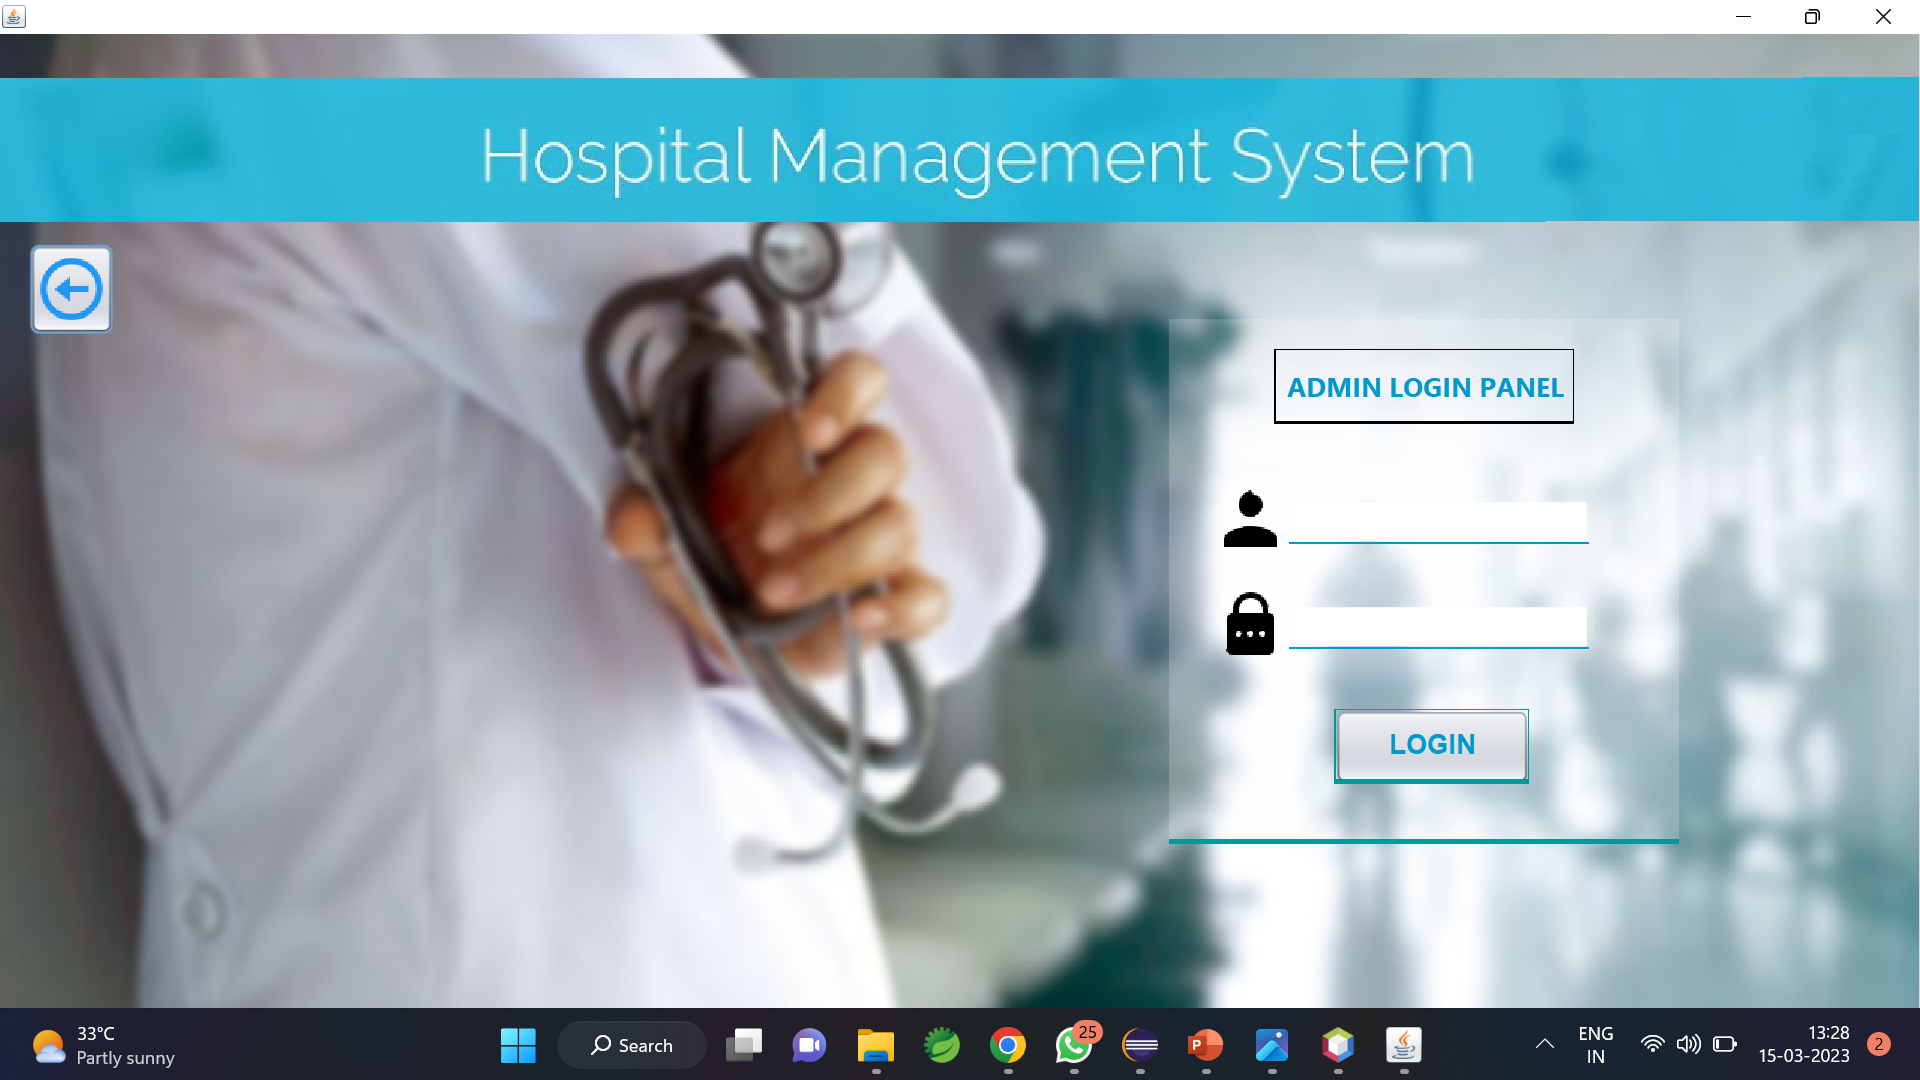 Hospital Management System
ADMIN LOGIN PANEL
LOGIN
33°C
Partly sunny
Search
25
P
ENG
IN
13:28
15-03-2023
2